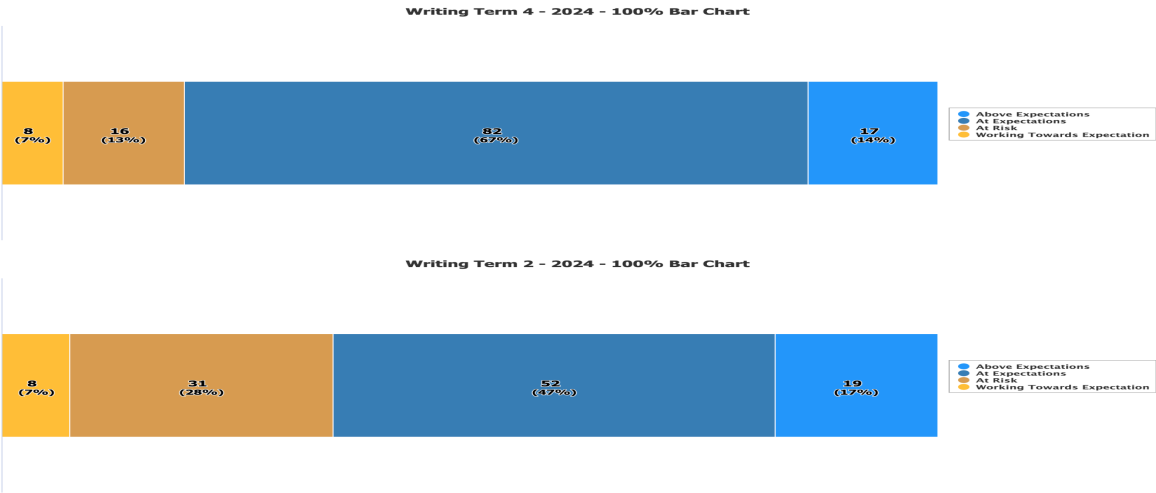 Writing Term 4 - 2024 - 100% Bar Chart
8
(7%)
16
(13%)
82
(67%)
17
(14%)
Above Expectations
At Expectations
At Risk
Working Towards Expectation
Writing Term 2 - 2024 - 100% Bar Chart
8
(7%)
31
(28%)
52
(47%)
19
(17%)
Above Expectations
At Expectations
At Risk
Working Towards Expectation